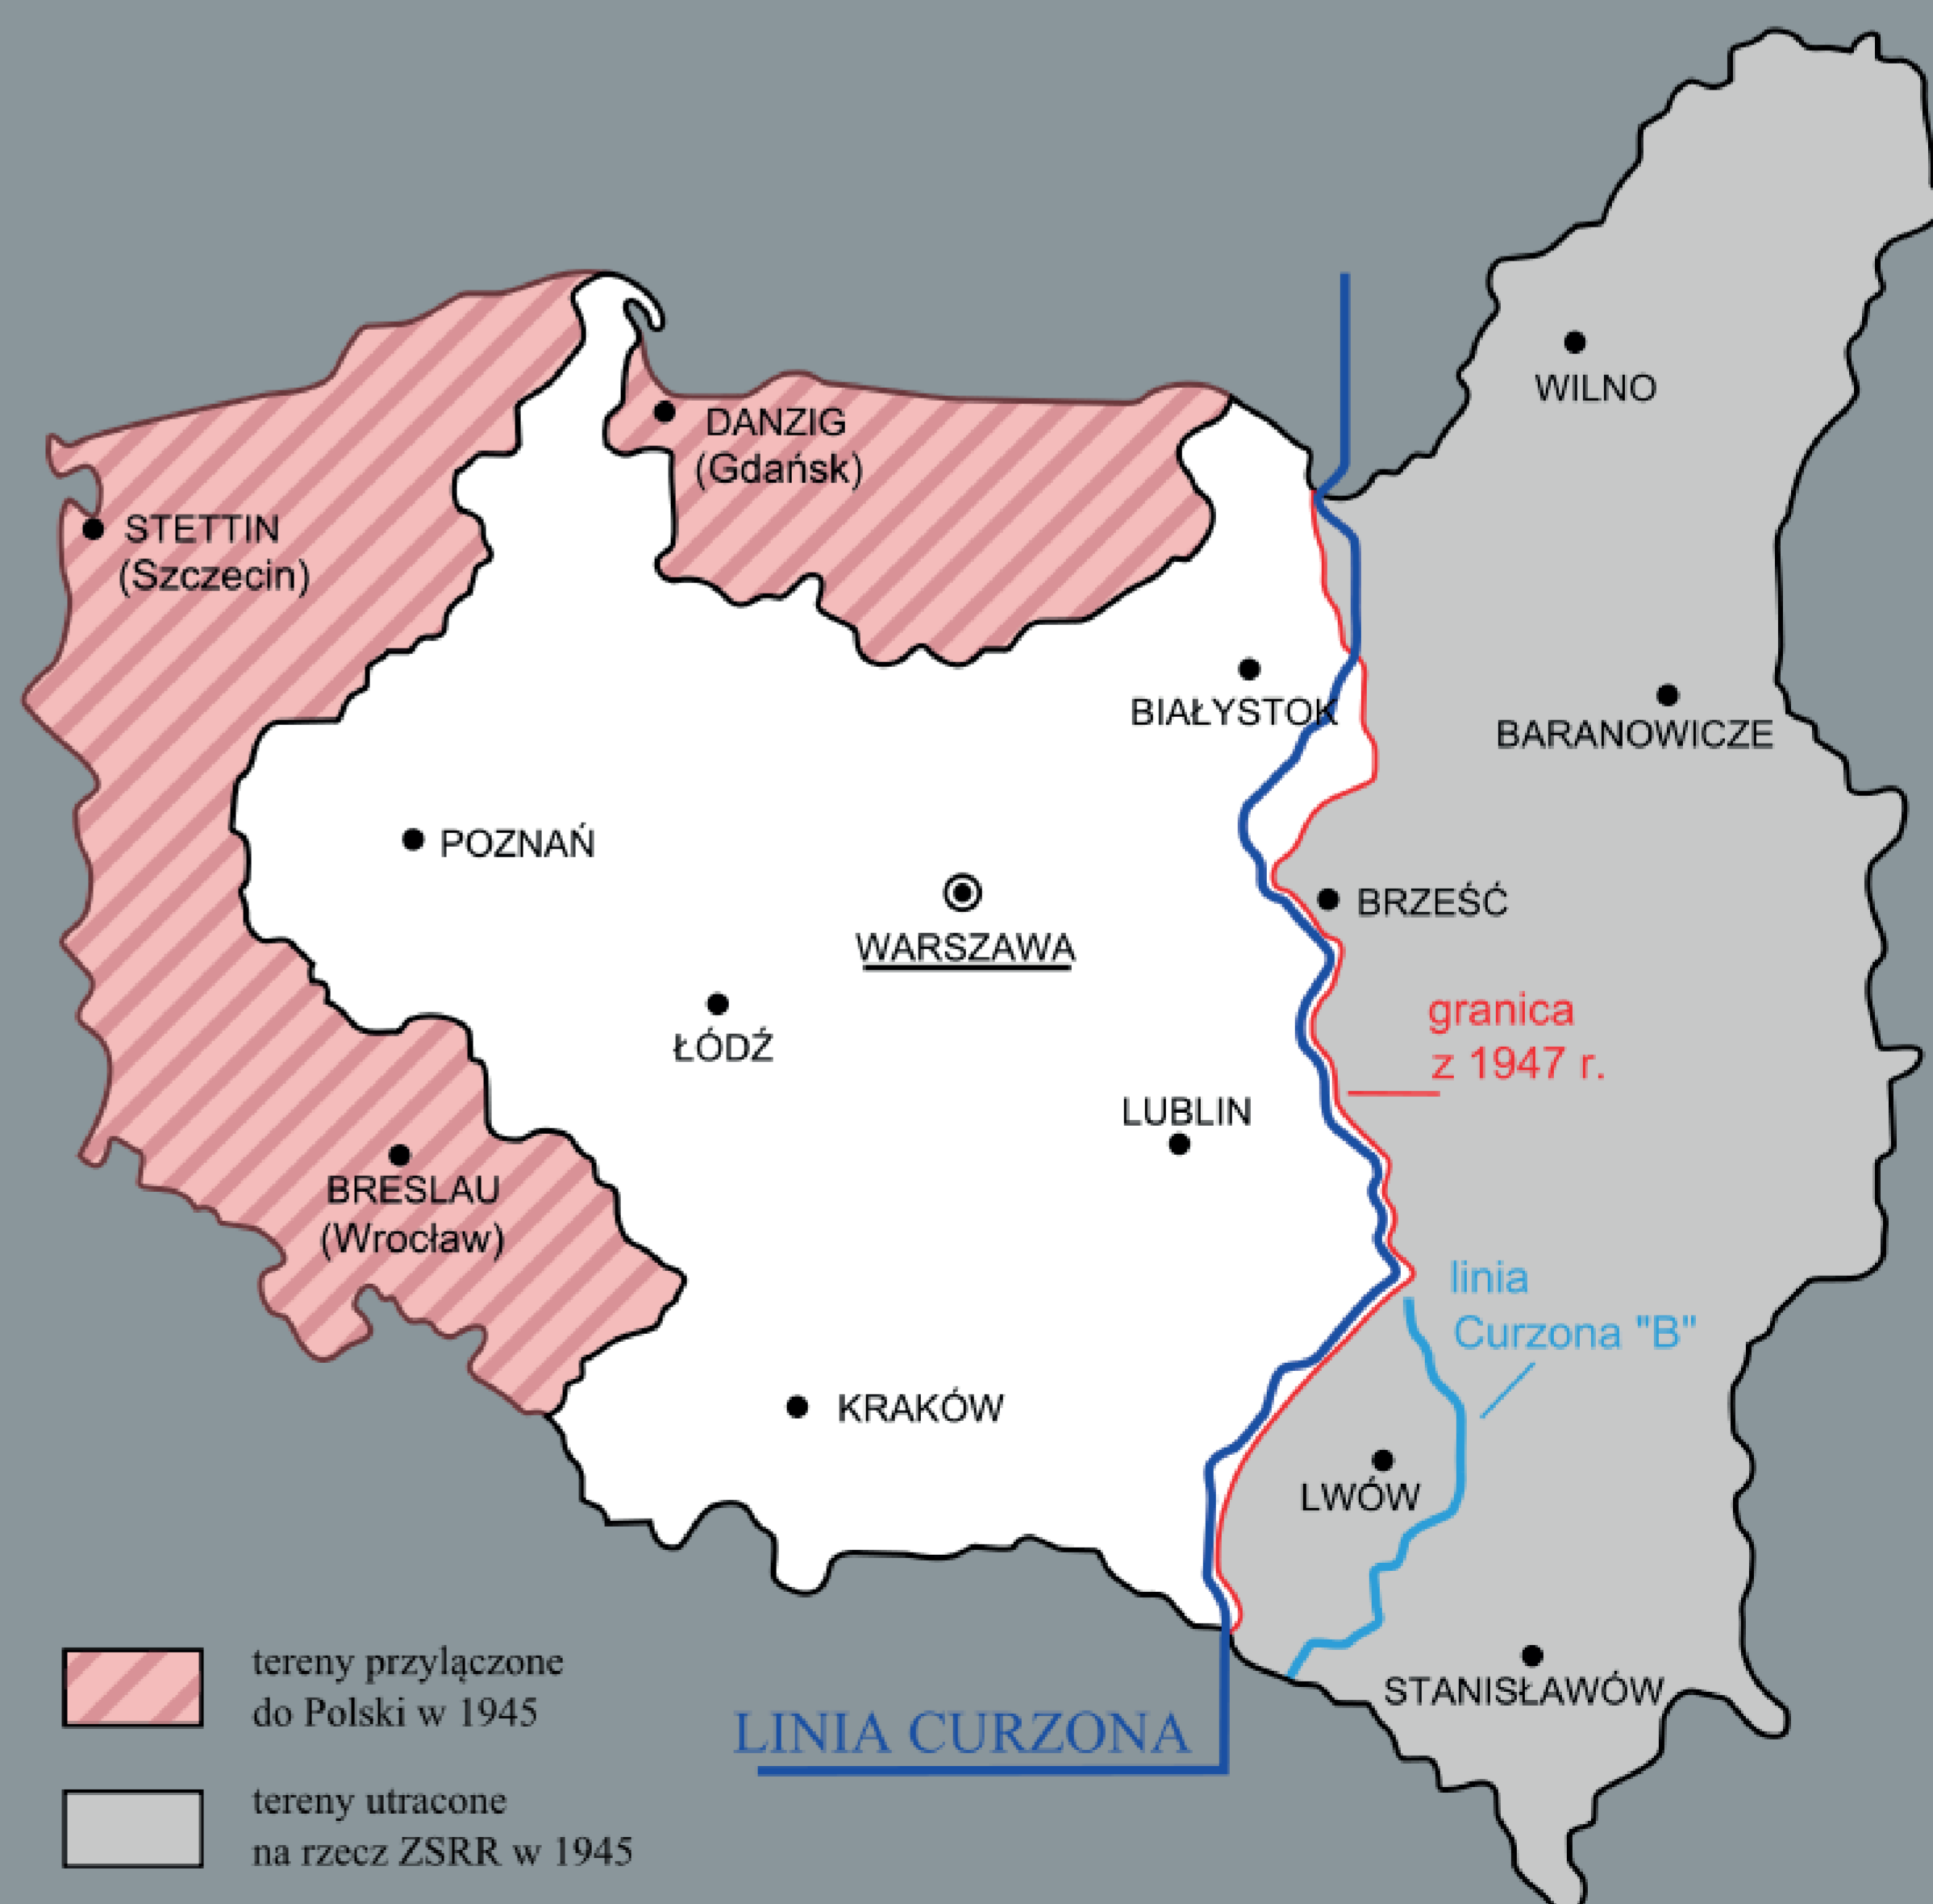 WILNO
DANZIG
(Gdańsk)
STETTIN
(Szczecin)
BIAŁYSTOK
BARANOWICZE
POZNAŃ
BRZEŚĆ
WARSZAWA
granica
z 1947 r.
ŁÓDŹ
LUBLIN
BRESLAU
(Wrocław)
linia
Curzona "B"
KRAKÓW
LWÓW
STANISŁAWÓW
tereny przyłączone
do Polski w 1945
LINIA CURZONA
tereny utracone
na rzecz ZSRR w 1945